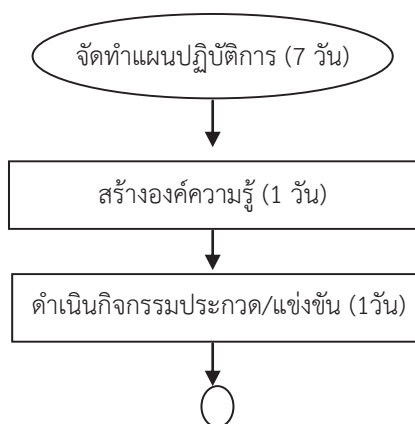 จัดทำแผนปฏิบัติการ (7 วัน)
สร้างองค์ความรู้ (1 วัน)
ดำเนินกิจกรรมประกวด/แข่งขัน (1วัน)